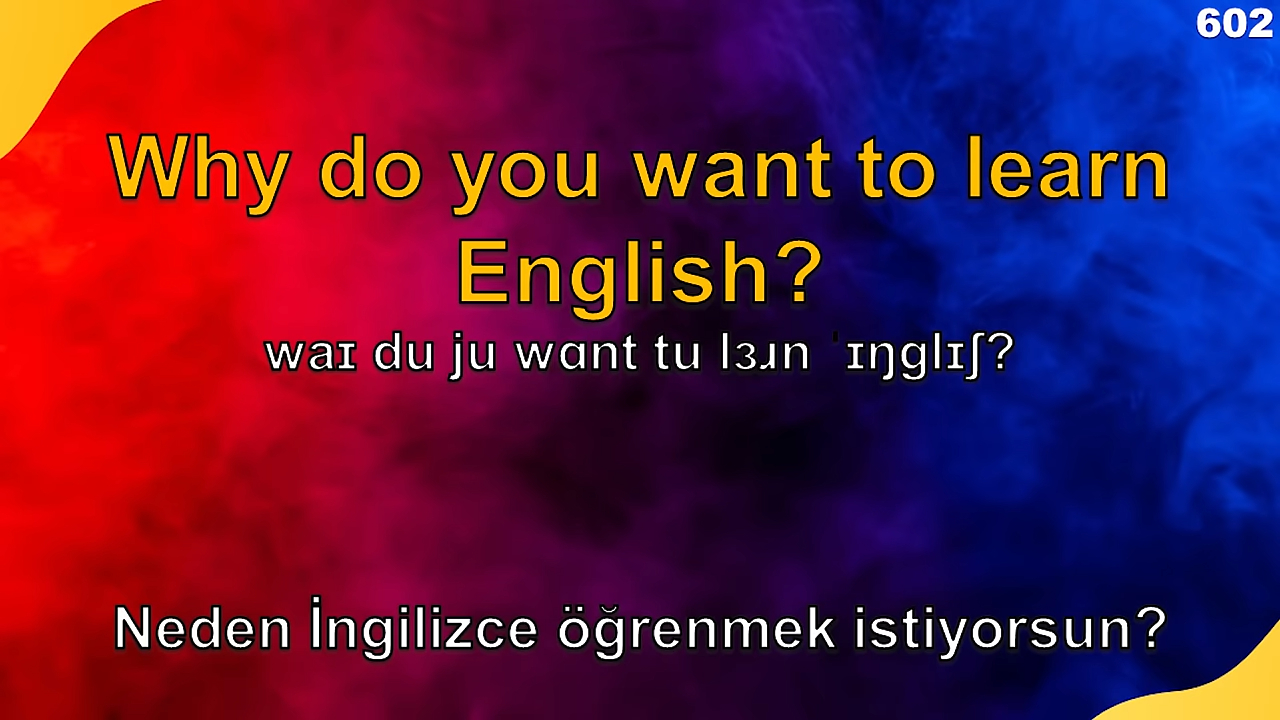 602
Why do you want to learn
English?
waɪ du ju wɑnt tu lɜɹn ˈɪŋglɪʃ?
Neden İngilizce öğrenmek istiyorsun?